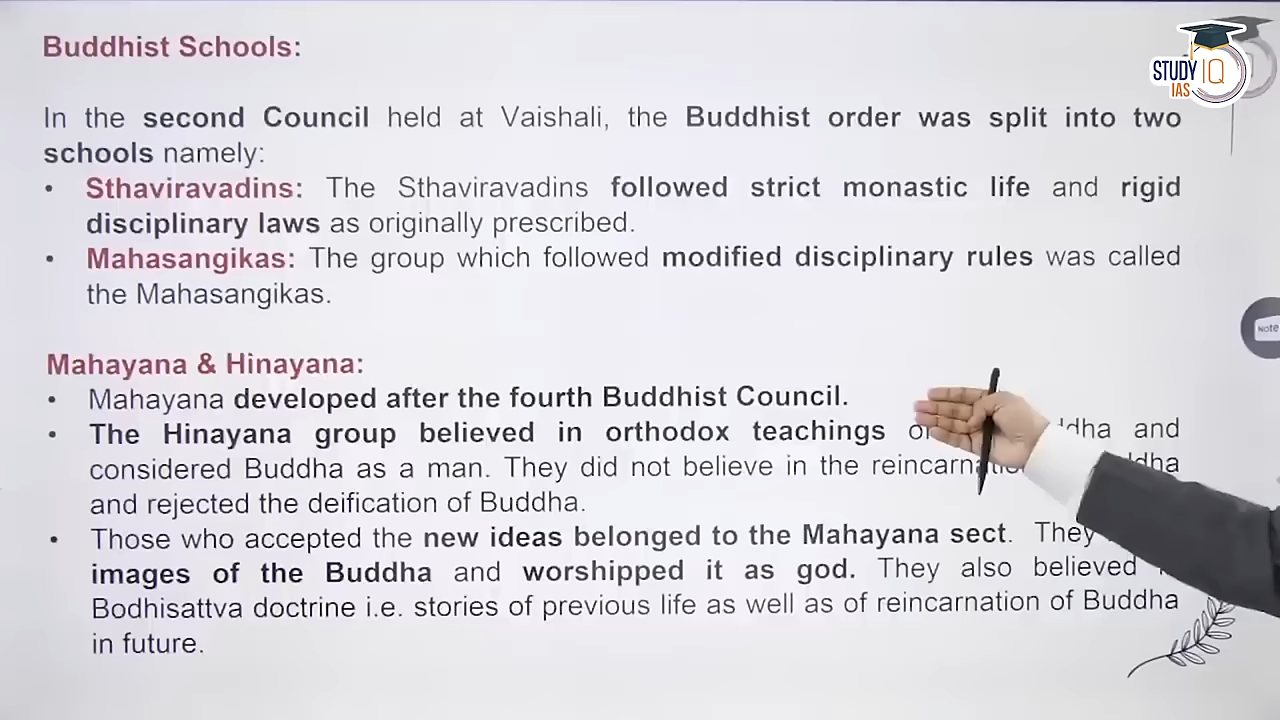 Buddhist Schools:
STUDY IQ
IAS
In the second Council held at Vaishali, the Buddhist order was split into two
schools namely:
• Sthaviravadins: The Sthaviravadins followed strict monastic life and rigid
disciplinary laws as originally prescribed.
• Mahasangikas: The group which followed modified disciplinary rules was called
the Mahasangikas.
Note
Mahayana & Hinayana:
• Mahayana developed after the fourth Buddhist Council.
• The Hinayana group believed in orthodox teachings and
considered Buddha as a man. They did not believe in the
and rejected the deification of Buddha.
• Those who accepted the new ideas belonged to the Mahayana sect. They
images of the Buddha and worshipped it as god. They also believed
Bodhisattva doctrine i.e. stories of previous life as well as of reincarnation of Buddha
in future.